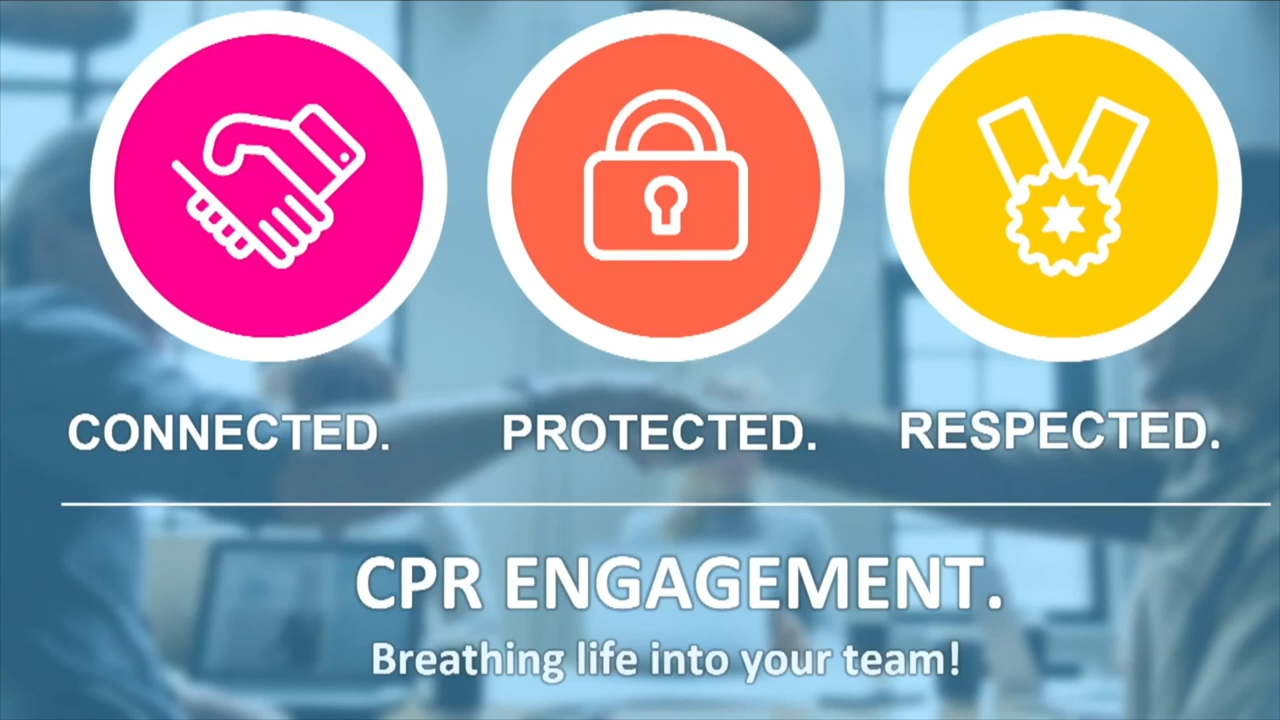 CONNECTED. PROTECTED. RESPECTED.
CPR ENGAGEMENT.
Breathing life into your team!